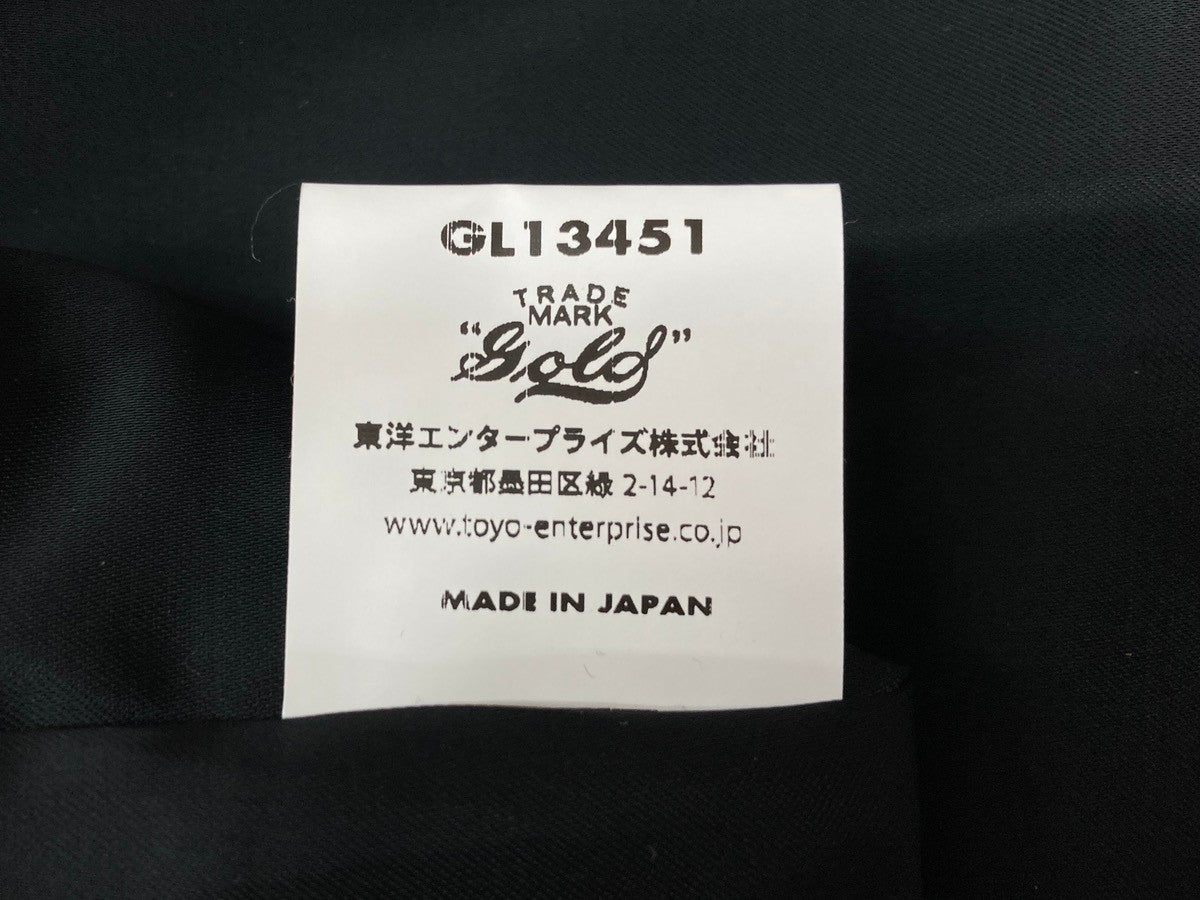 GL13451
TRADE
MARK
"Gold"
東洋エンタープライズ株式会社
東京都墨田区緑 2-14-12
www.toyo-enterprise.co.jp
MADE IN JAPAN